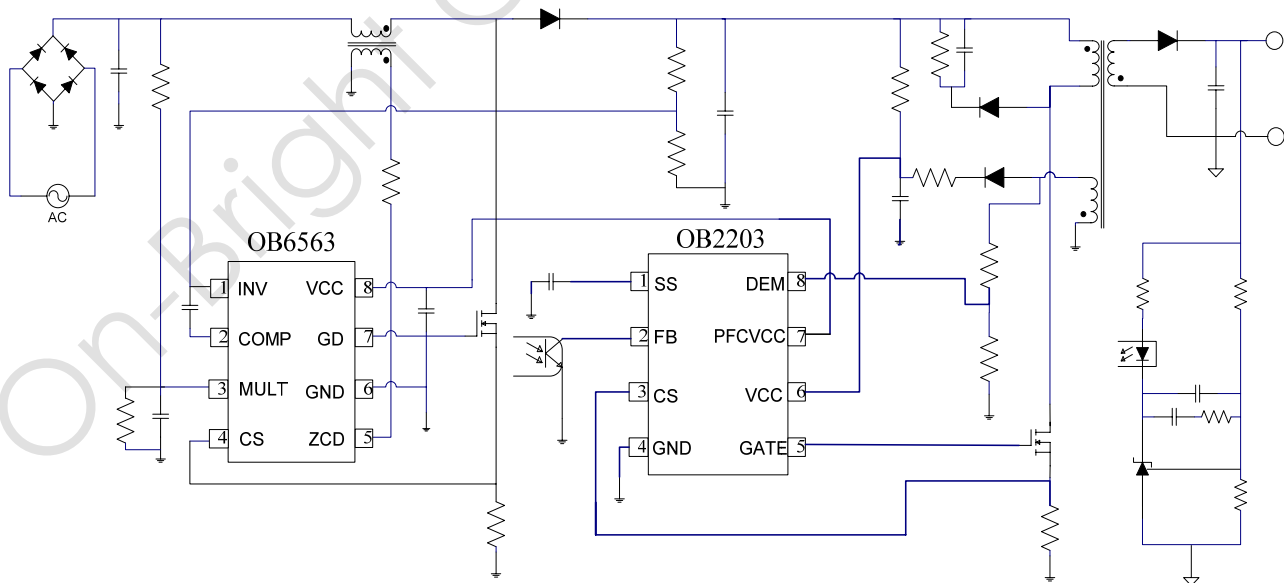 On-Bright
AC
OB6563
1 INV VCC 8
2 COMP GD 7
3 MULT GND 6
4 CS ZCD 5
OB2203
1 SS DEM 8
2 FB PFCVCC 7
3 CS VCC 6
4 GND GATE 5